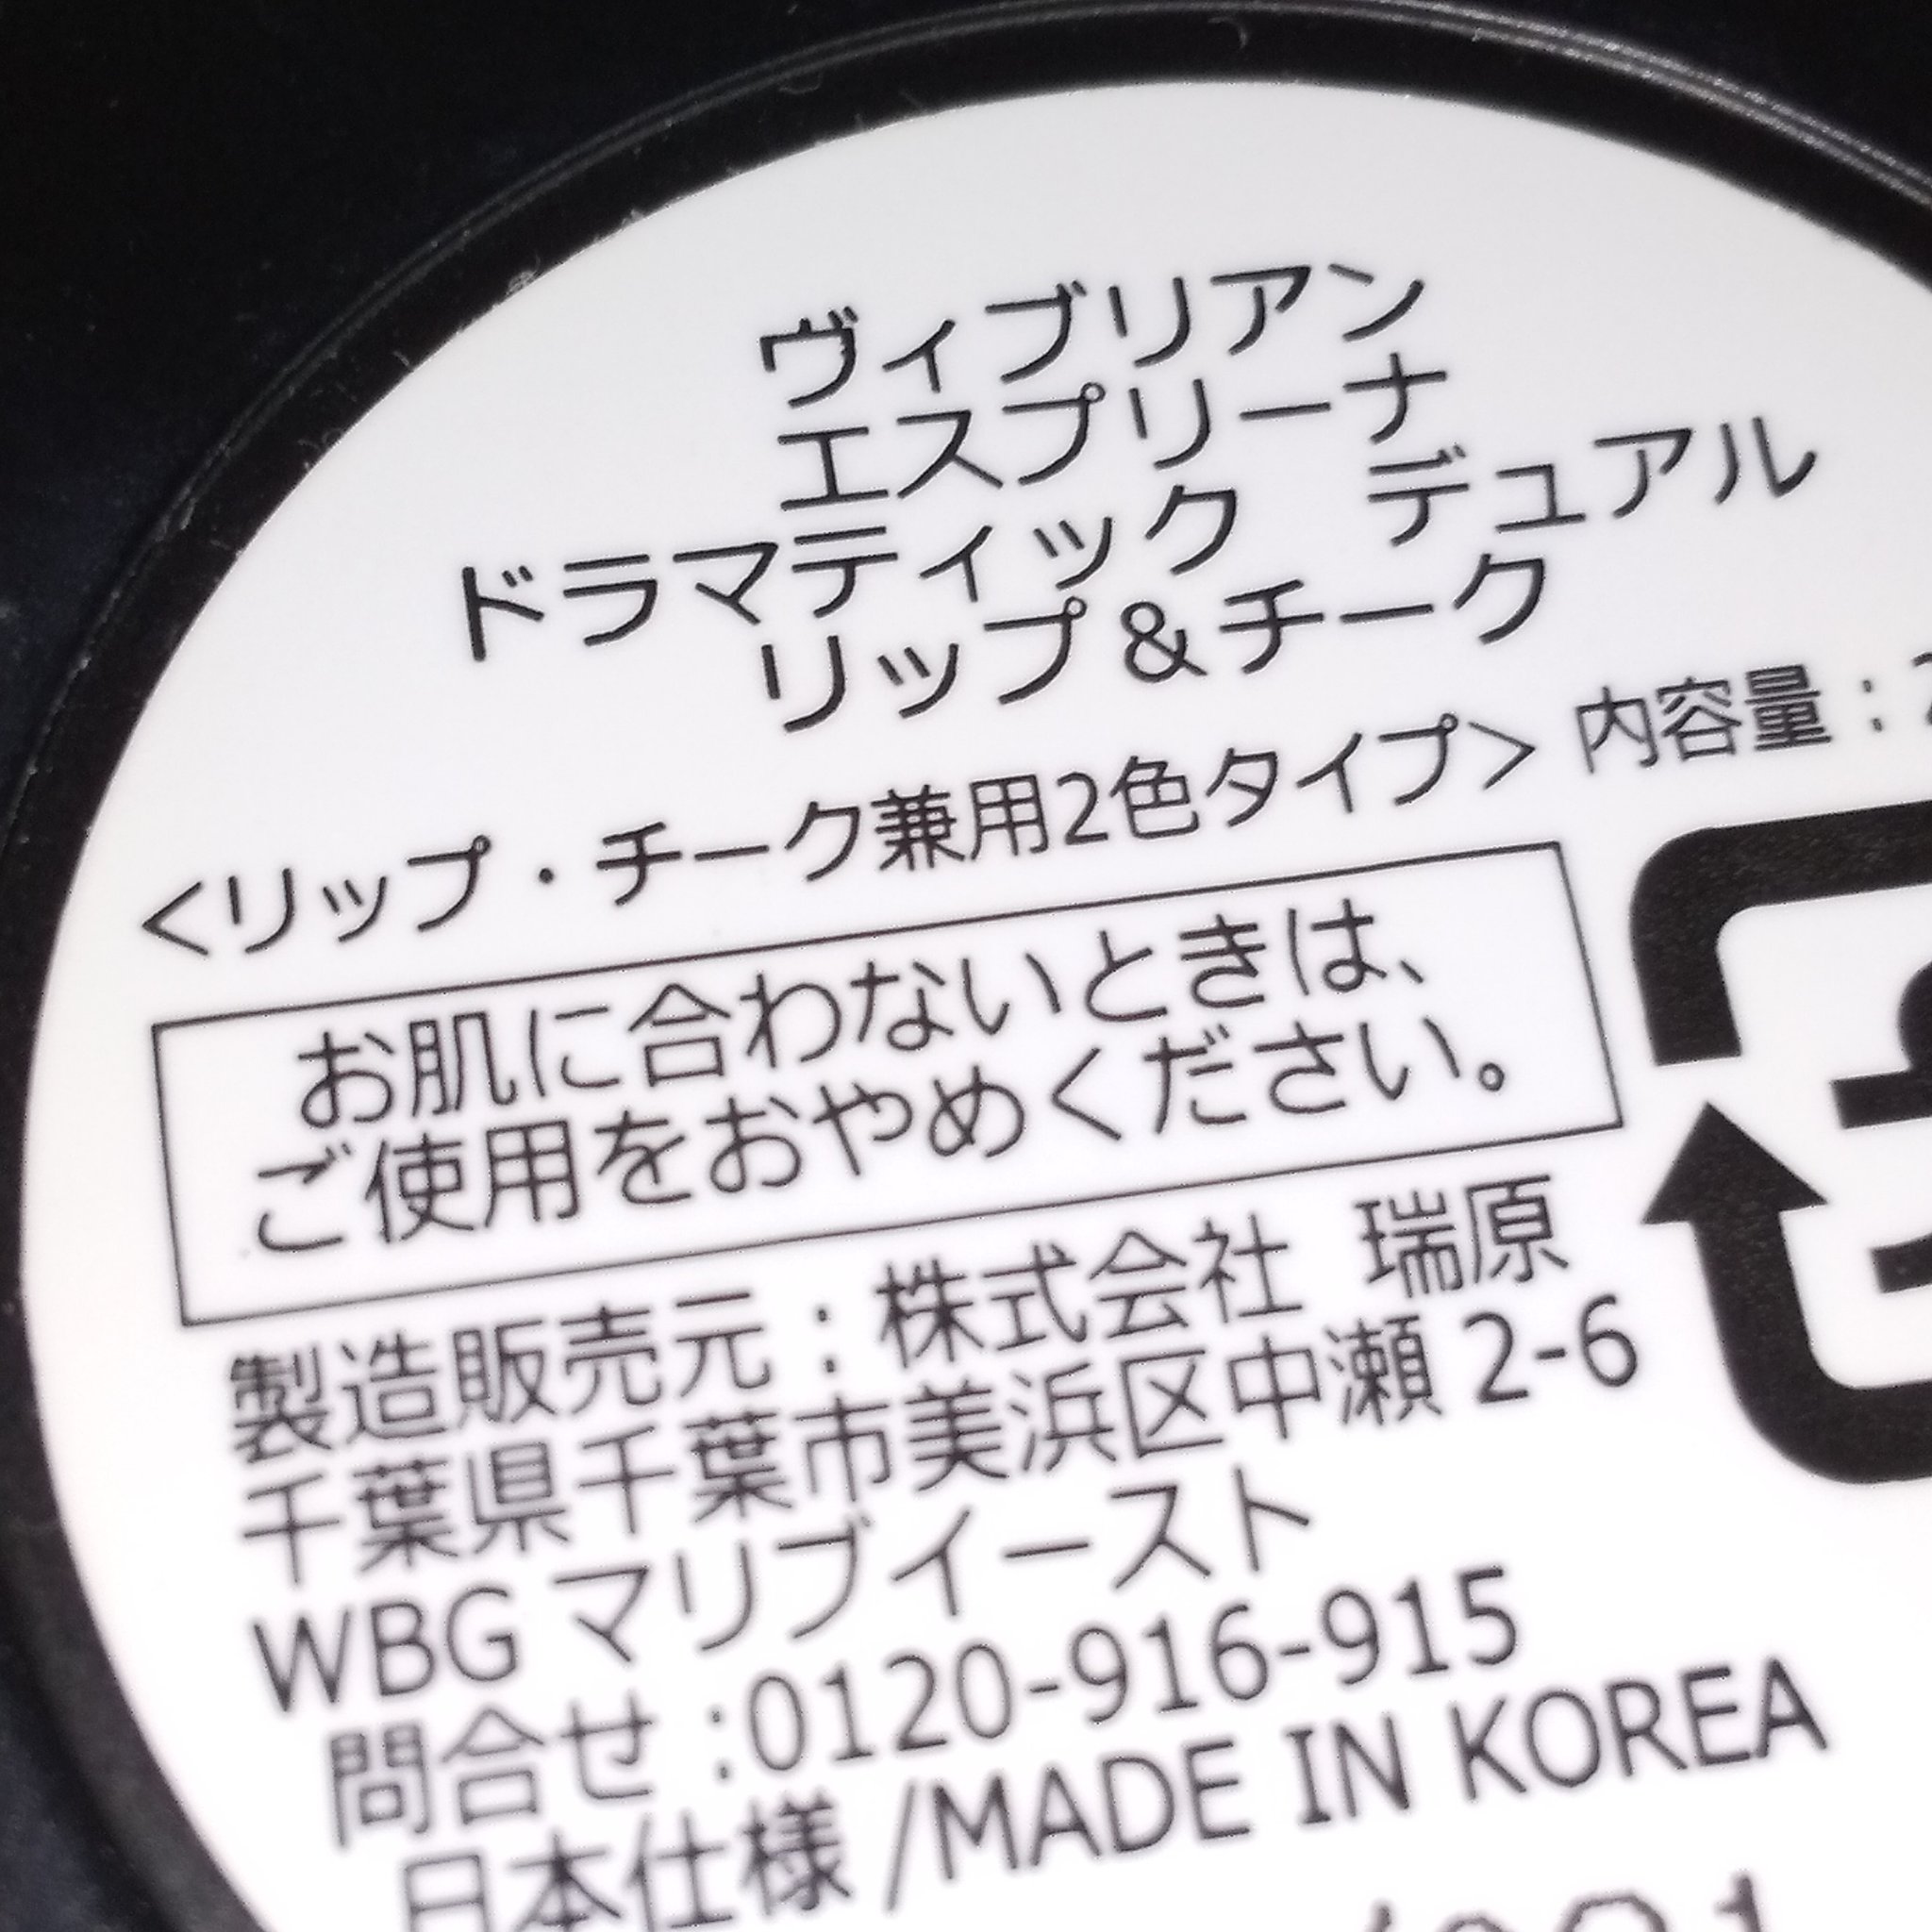 ヴィブリアン
エスプリーナ
ドラマティック　デュアル
リップ&チーク
<リップ・チーク兼用2色タイプ> 内容量：
お肌に合わないときは、
ご使用をおやめください。
製造販売元：株式会社 瑞原
千葉県千葉市美浜区中瀬 2-6
WBG マリブイースト
問合せ :0120-916-915
日本仕様 /MADE IN KOREA